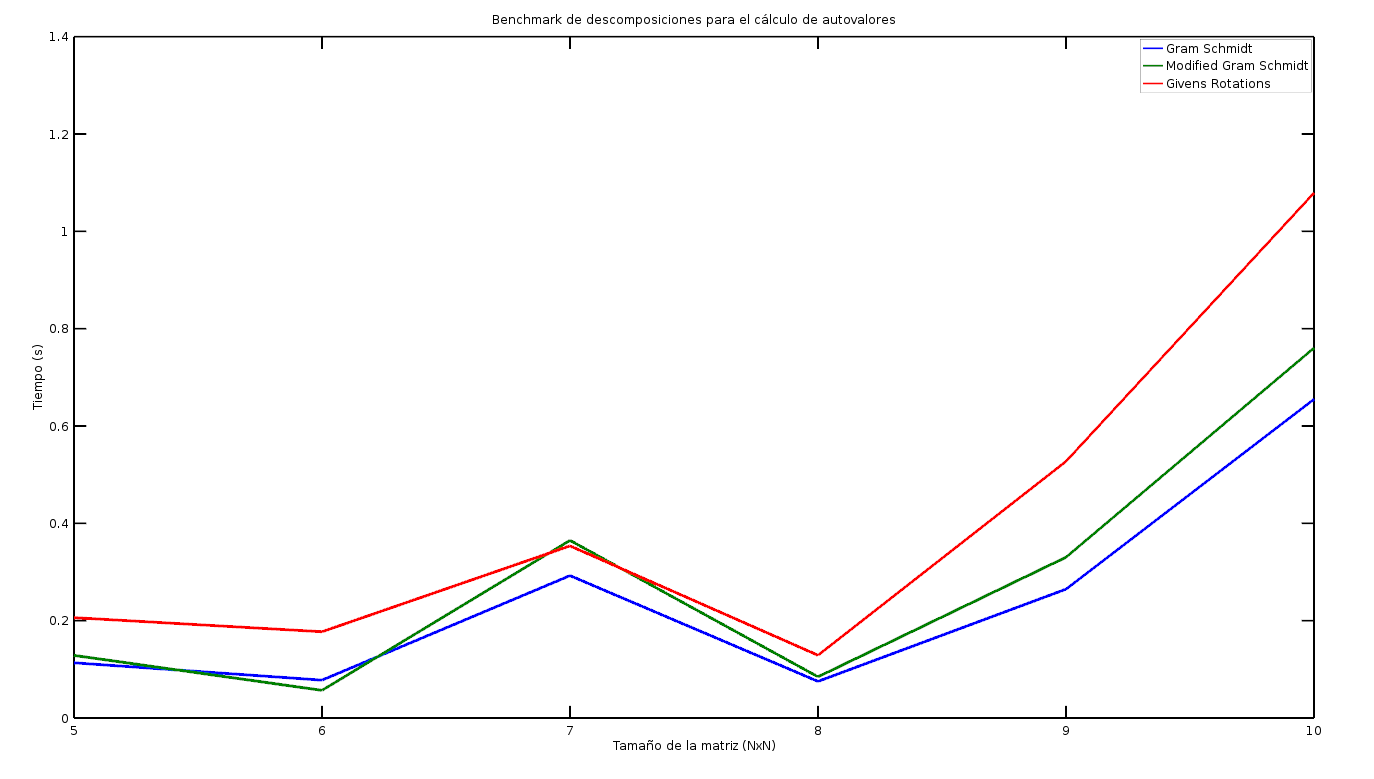 Benchmark de descomposiciones para el cálculo de autovalores
Gram Schmidt
Modified Gram Schmidt
Givens Rotations
1.4
1.2
1
0.8
0.6
0.4
0.2
0
Tiempo (s)
5 6 7 8 9 10
Tamaño de la matriz (NxN)